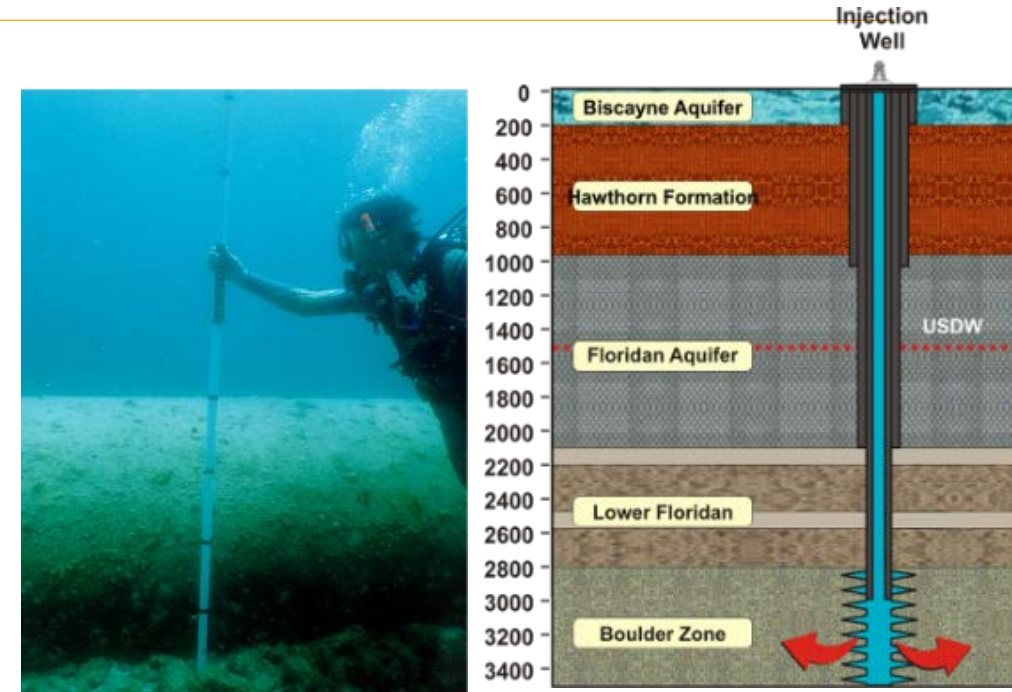 Injection
Well
0
Biscayne Aquifer
200
400
600
Hawthorn Formation
800
1000
1200
1400
USDW
Floridan Aquifer
1600
1800
2000
2200
2400
Lower Floridan
2600
2800
3000
3200
Boulder Zone
3400